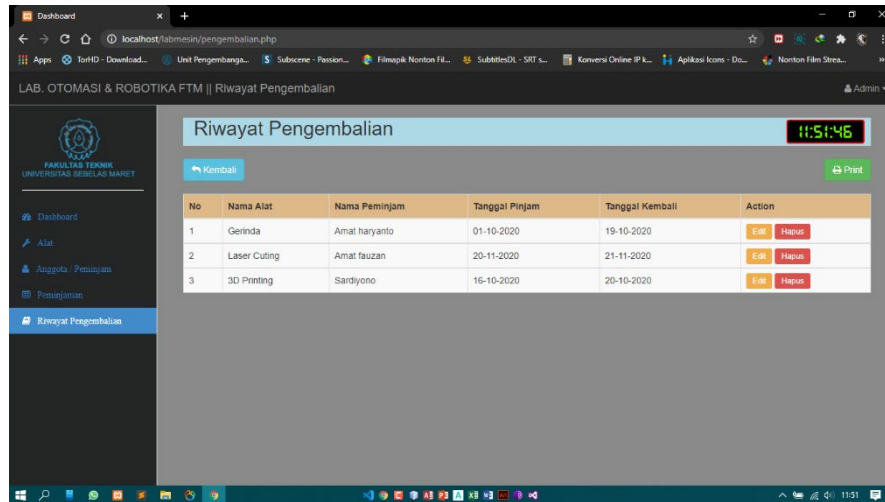 Dashboard
localhost/labmesin/pengembalian.php
Apps TorHD - Download... Unit Pengembanga... Subscene - Passion... Filmapik Nonton Fil... SubtitlesDL - SRT s... Konversi Online IP k... Aplikasi Icons - Do... Nonton Film Strea...
LAB. OTOMASI & ROBOTIKA FTM || Riwayat Pengembalian Admin
Riwayat Pengembalian 11:51:46
FAKULTAS TEKNIK
UNIVERSITAS SEBELAS MARET
Kembali Print
Dashboard
Alat
Anggota / Peminjam
Peminjaman
Riwayat Pengembalian
No Nama Alat Nama Peminjam Tanggal Pinjam Tanggal Kembali Action
1 Gerinda Amat haryanto 01-10-2020 19-10-2020 Edit Hapus
2 Laser Cuting Amat fauzan 20-11-2020 21-11-2020 Edit Hapus
3 3D Printing Sardiyono 16-10-2020 20-10-2020 Edit Hapus
11:51